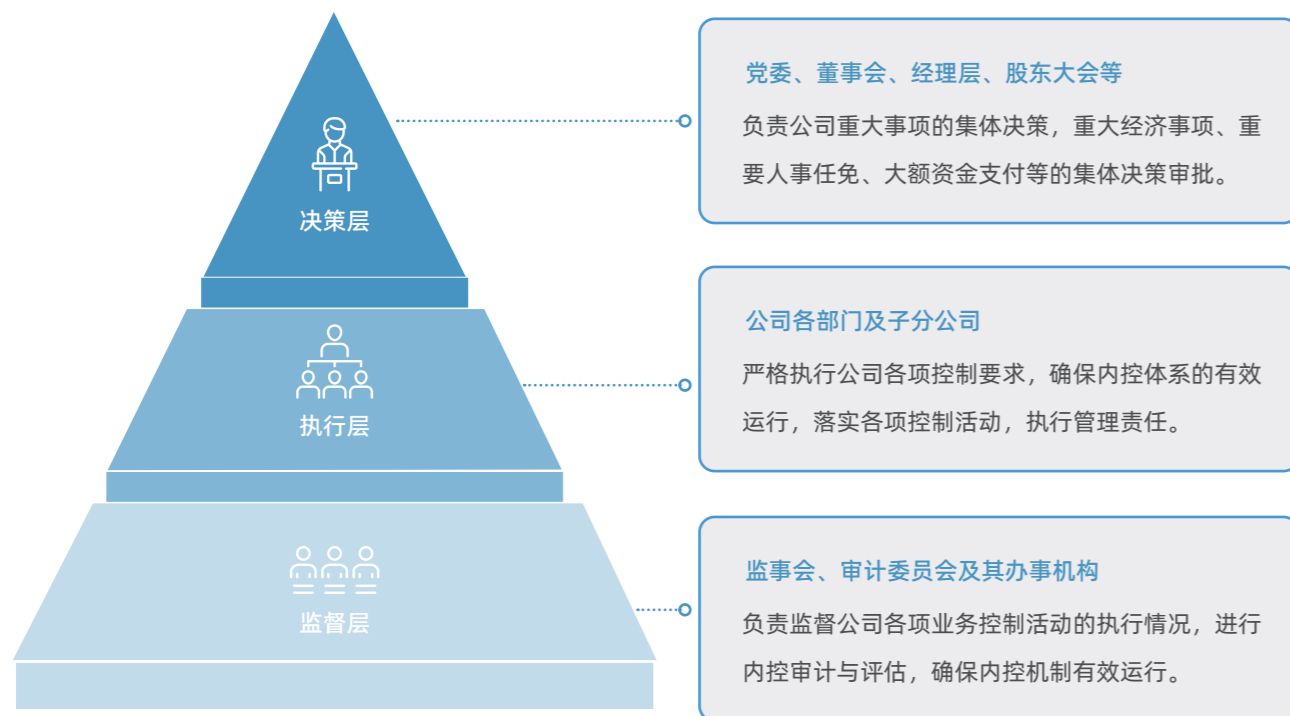 决策层
党委、董事会、经理层、股东大会等
负责公司重大事项的集体决策，重大经济事项、重
要人事任免、大额资金支付等的集体决策审批。
执行层
公司各部门及子分公司
严格执行公司各项控制要求，确保内控体系的有效
运行，落实各项控制活动，执行管理责任。
监督层
监事会、审计委员会及其办事机构
负责监督公司各项业务控制活动的执行情况，进行
内控审计与评估，确保内控机制有效运行。